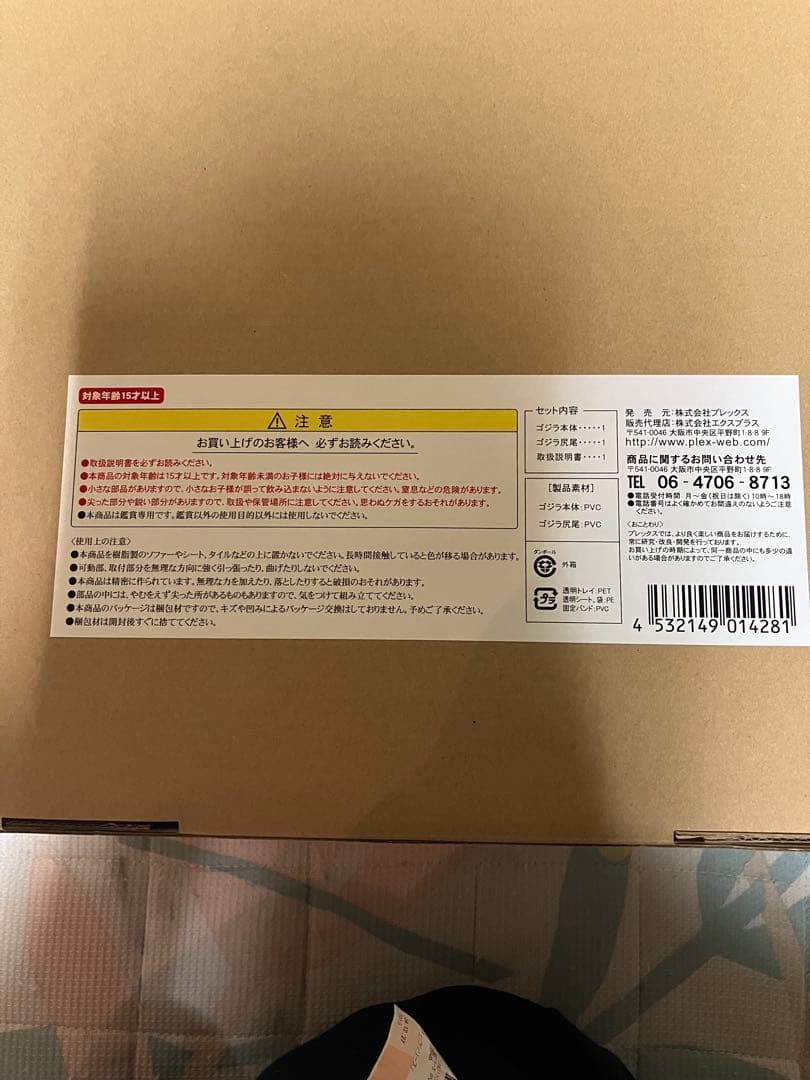 対象年齢15才以上
注意
お買い上げのお客様へ 必ずお読みください。
●取扱説明書を必ずお読みください。
●本商品の対象年齢は15才以上です。対象年齢未満のお子様には絶対に与えないでください。
●小さな部品がありますので、小さなお子様が誤って飲み込まないように注意してください。窒息などの危険があります。
●尖った部分や鋭い部分がありますので、取扱や保管場所に注意してください。思わぬケガをするおそれがあります。
●本商品は鑑賞専用です。鑑賞以外の使用目的以外には使用しないでください。
〈使用上の注意〉
●本商品を樹脂製のソファーやシート、タイルなどの上に置かないでください。長時間接触していると色が移る場合があります。
●可動部、取付部分を無理な方向に強く引っ張ったり、曲げたりしないでください。
●本商品は精密に作られています。無理な力を加えたり、落としたりすると破損のおそれがあります。
●部品の中には、やむをえず尖った所があるものもありますので、気をつけて組み立ててください。
●本商品のパッケージは梱包材ですので、キズや凹みによるパッケージ交換はしておりません。予めご了承ください。
●梱包材は開封後すぐに捨ててください。
セット内容
ゴジラ本体・・・・・1
ゴジラ尻尾・・・・・1
取扱説明書・・・・1
［製品素材］
ゴジラ本体:PVC
ゴジラ尻尾:PVC
ダンボール
外箱
プラ
透明トレイ:PET
透明シート、袋:PE
固定バンド:PVC
発売元:株式会社プレックス
販売代理店:株式会社エクスプラス
〒541-0046 大阪市中央区平野町1-8-8 9F
http://www.plex-web.com/
商品に関するお問い合わせ先
〒541-0046 大阪市中央区平野町1-8-8 9F
TEL 06-4706-8713
●電話受付時間 月～金(祝日は除く)10時～18時
●電話番号はよく確かめてお間違えのないようご注意
ください。
〈おことわり〉
プレックスでは、より良く楽しい商品をお届けするために、
常に研究・改良・開発を行っております。
お買い上げの時期によって、同一商品の中にも多少の違
いがある場合がありますのでご了承ください。
4 532149 014281